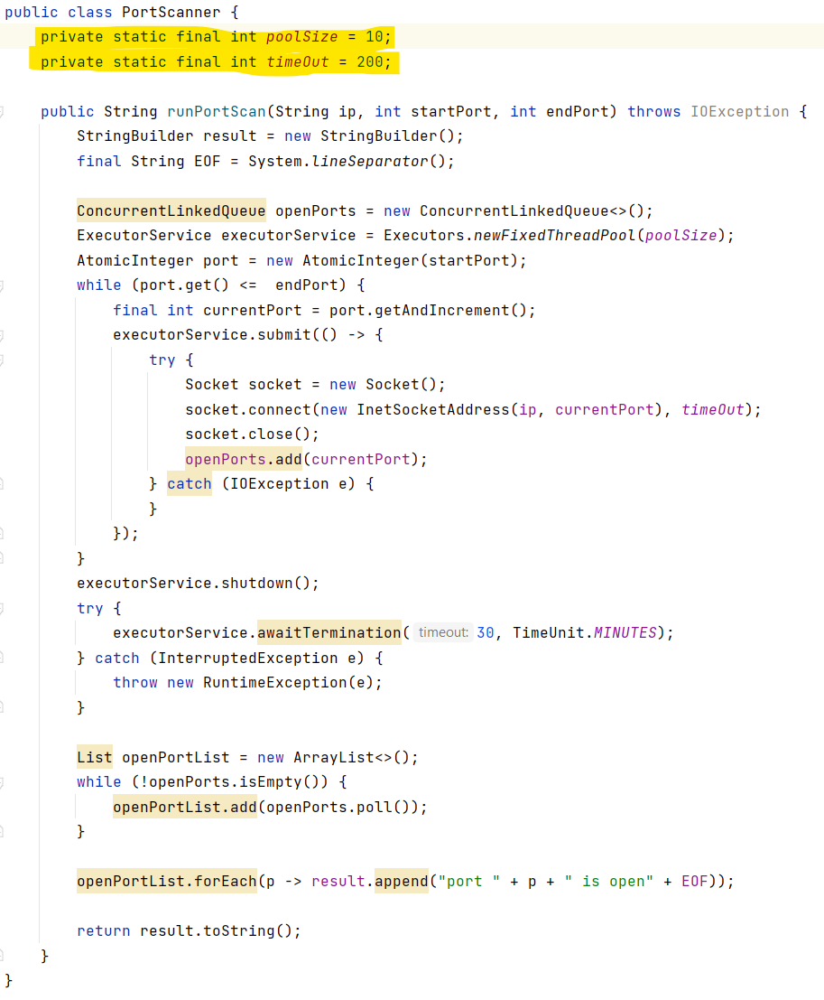 public class PortScanner {
    private static final int poolSize = 10;
    private static final int timeOut = 200;

    public String runPortScan(String ip, int startPort, int endPort) throws IOException {
        StringBuilder result = new StringBuilder();
        final String EOF = System.lineSeparator();

        ConcurrentLinkedQueue openPorts = new ConcurrentLinkedQueue<>();
        ExecutorService executorService = Executors.newFixedThreadPool(poolSize);
        AtomicInteger port = new AtomicInteger(startPort);
        while (port.get() <=  endPort) {
            final int currentPort = port.getAndIncrement();
            executorService.submit(() -> {
                try {
                    Socket socket = new Socket();
                    socket.connect(new InetSocketAddress(ip, currentPort), timeOut);
                    socket.close();
                    openPorts.add(currentPort);
                } catch (IOException e) {
                }
            });
        }
        executorService.shutdown();
        try {
            executorService.awaitTermination( timeout: 30, TimeUnit.MINUTES);
        } catch (InterruptedException e) {
            throw new RuntimeException(e);
        }

        List openPortList = new ArrayList<>();
        while (!openPorts.isEmpty()) {
            openPortList.add(openPorts.poll());
        }

        openPortList.forEach(p -> result.append("port " + p + " is open" + EOF));

        return result.toString();
    }
}